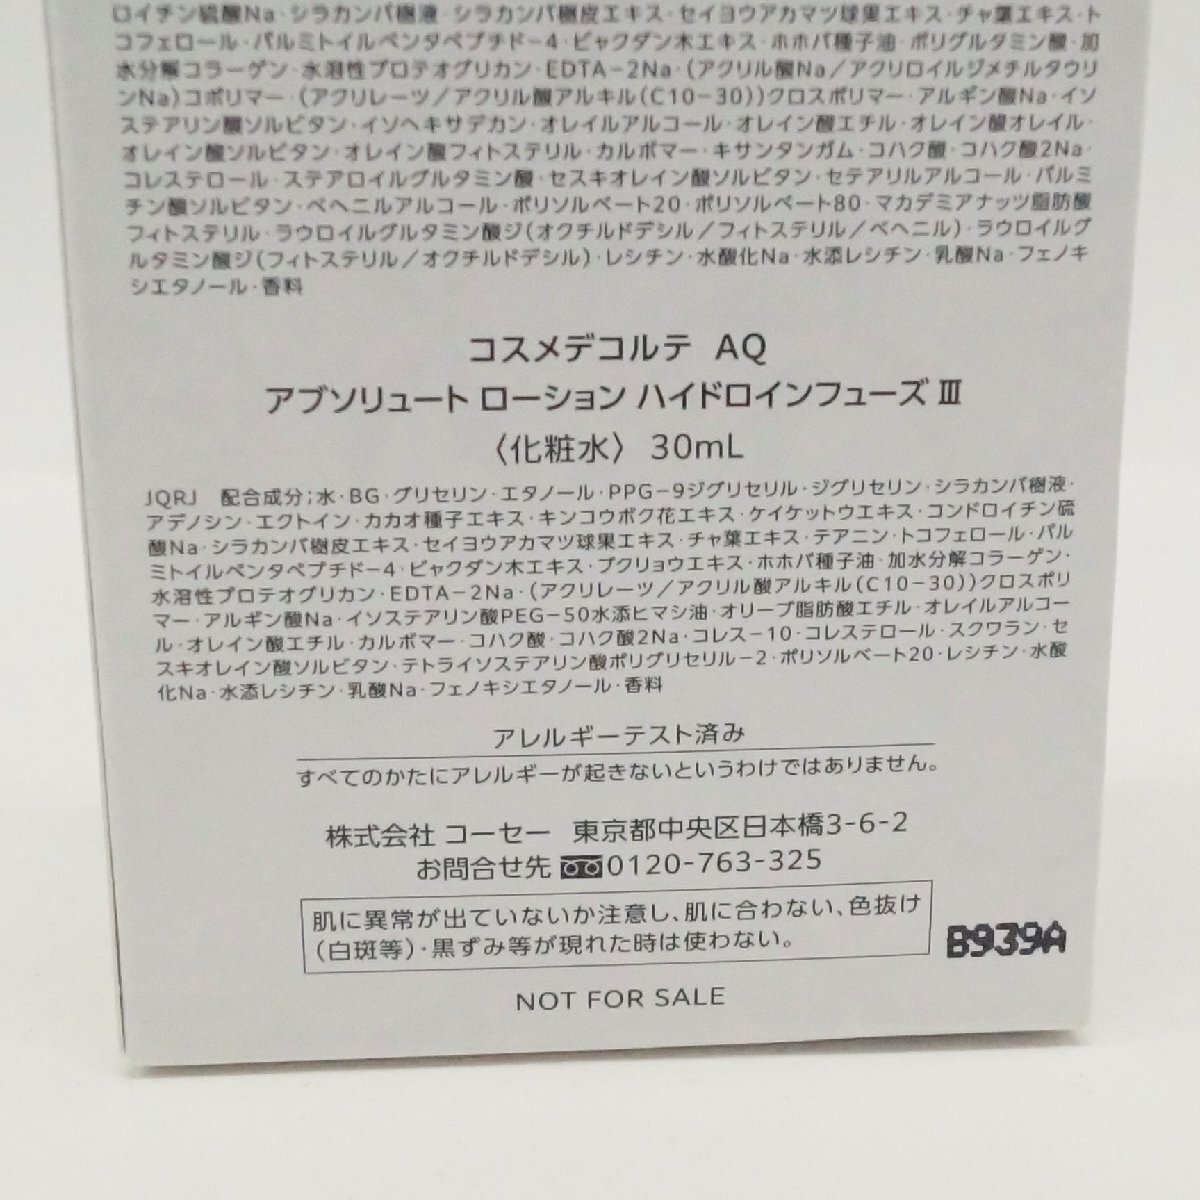 ロイチン硫酸Na・シラカンバ樹液・シラカンバ樹皮エキス・セイヨウアカマツ球果エキス・チャ葉エキス・ト
コフェロール・パルミトイルペンタペプチド-4・ビャクダン木エキス・ホホバ種子油・ポリグルタミン酸・加
水分解コラーゲン・水溶性プロテオグリカン・EDTA-2Na・(アクリル酸Na/アクリロイルジメチルタウリ
ンNa)コポリマー・(アクリレーツ/アクリル酸アルキル(C10-30))クロスポリマー・アルギン酸Na・イソ
ステアリン酸ソルビタン・イソヘキサデカン・オレイルアルコール・オレイン酸エチル・オレイン酸オレイル・
オレイン酸ソルビタン・オレイン酸フィトステリル・カルボマー・キサンタンガム・コハク酸・コハク酸2Na・
コレステロール・ステアロイルグルタミン酸・セスキオレイン酸ソルビタン・セテアリルアルコール・パルミ
チン酸ソルビタン・ベヘニルアルコール・ポリソルベート20・ポリソルベート80・マカデミアナッツ脂肪酸
フィトステリル・ラウロイルグルタミン酸ジ(オクチルドデシル/フィトステリル/ベヘニル)・ラウロイルグ
ルタミン酸ジ(フィトステリル/オクチルドデシル)・レシチン・水酸化Na・水添レシチン・乳酸Na・フェノキ
シエタノール・香料
コスメデコルテ AQ
アブソリュート ローション ハイドロインフューズ Ⅲ
〈化粧水〉 30mL
JQRJ 配合成分;水・BG・グリセリン・エタノール・PPG-9ジグリセリル・ジグリセリン・シラカンバ樹液・
アデノシン・エクトイン・カカオ種子エキス・キンコウボク花エキス・ケイケットウエキス・コンドロイチン硫
酸Na・シラカンバ樹皮エキス・セイヨウアカマツ球果エキス・チャ葉エキス・テアニン・トコフェロール・パル
ミトイルペンタペプチド-4・ビャクダン木エキス・ブクリョウエキス・ホホバ種子油・加水分解コラーゲン・
水溶性プロテオグリカン・EDTA-2Na・(アクリレーツ/アクリル酸アルキル(C10-30))クロスポリ
マー・アルギン酸Na・イソステアリン酸PEG-50水添ヒマシ油・オリーブ脂肪酸エチル・オレイルアルコー
ル・オレイン酸エチル・カルボマー・コハク酸・コハク酸2Na・コレス-10・コレステロール・スクワラン・セ
スキオレイン酸ソルビタン・テトライソステアリン酸ポリグリセリル-2・ポリソルベート20・レシチン・水酸
化Na・水添レシチン・乳酸Na・フェノキシエタノール・香料
アレルギーテスト済み
すべてのかたにアレルギーが起きないというわけではありません。
株式会社 コーセー 東京都中央区日本橋3-6-2
お問合せ先 0120-763-325
肌に異常が出ていないか注意し、肌に合わない、色抜け
(白斑等)・黒ずみ等が現れた時は使わない。
B939A
NOT FOR SALE